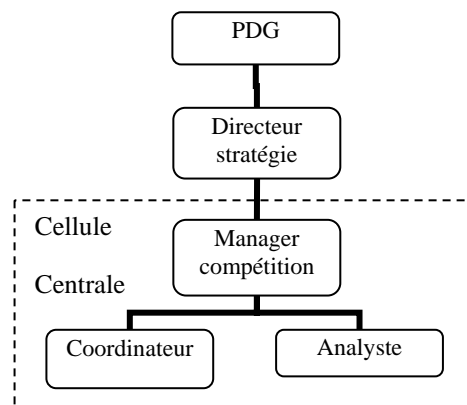 PDG
Directeur
stratégie
Cellule
Centrale
Manager
compétition
Coordinateur
Analyste